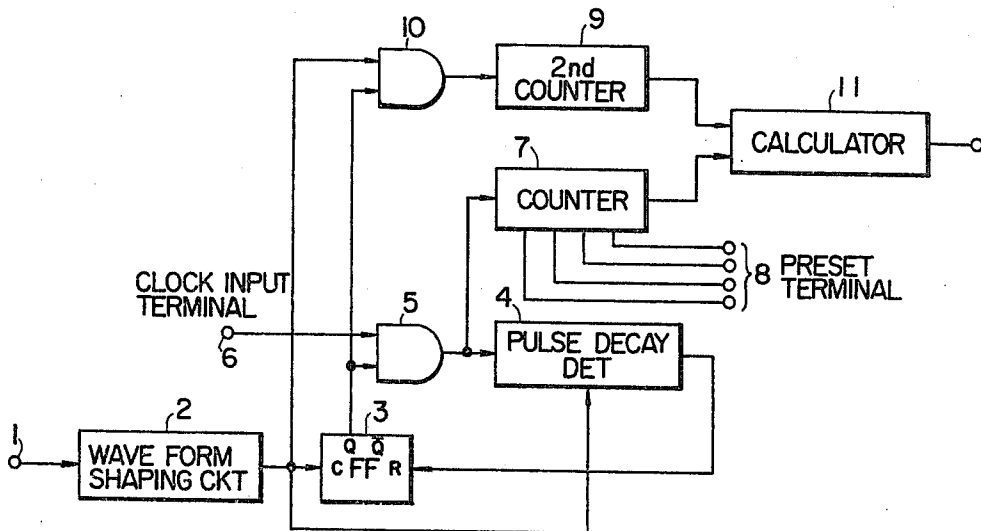 10
9
2nd
COUNTER
11
CALCULATOR
7
COUNTER
CLOCK INPUT
TERMINAL
6
5
4
PULSE DECAY
DET
8 PRESET
TERMINAL
1
2
WAVE FORM
SHAPING CKT
3
Q Q̄
C FF R